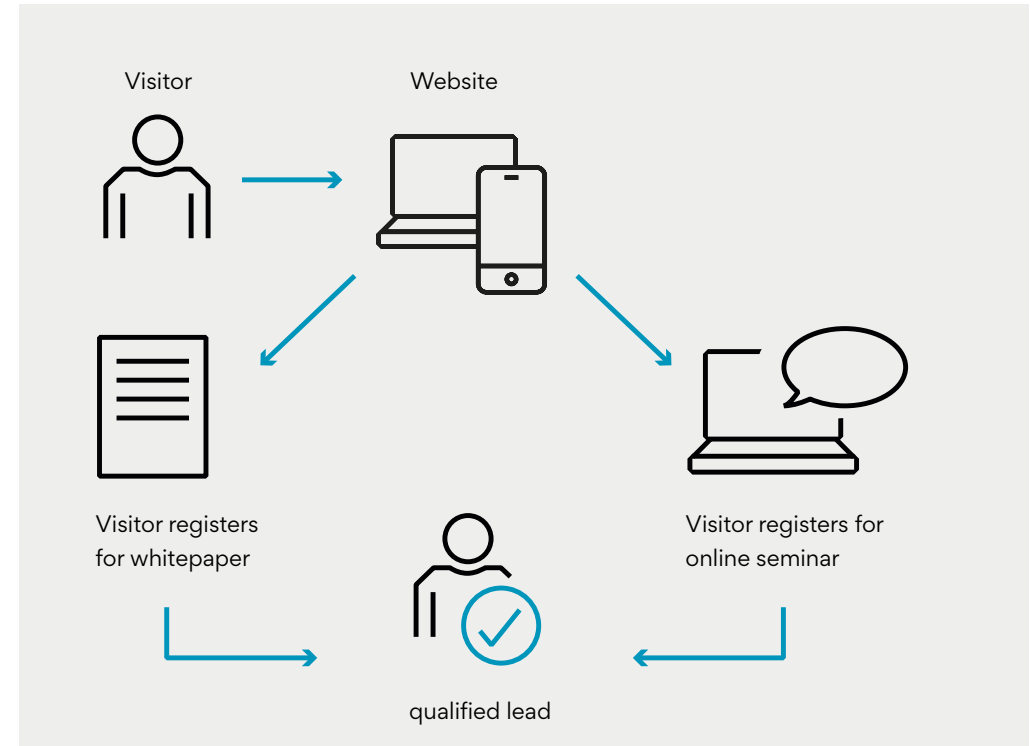 Visitor
Website
Visitor registers
for whitepaper
Visitor registers for
online seminar
qualified lead